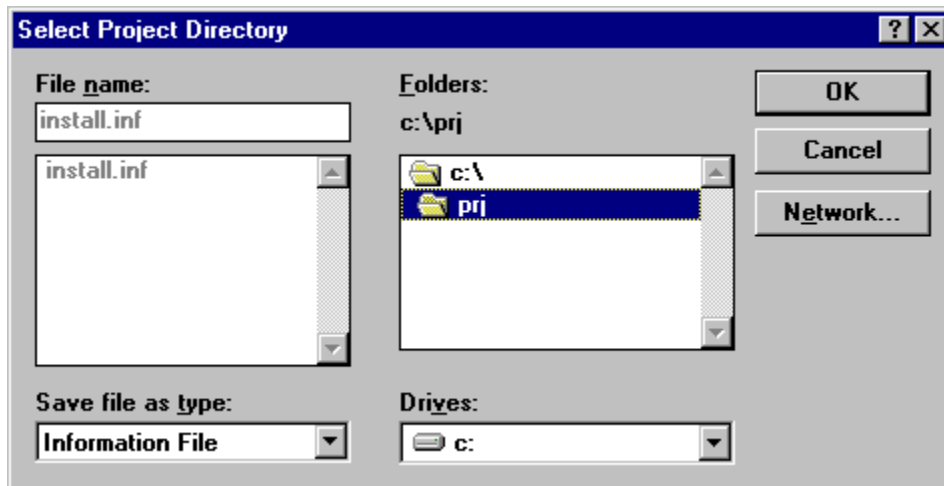 Select Project Directory
File name:
install.inf
install.inf
Save file as type:
Information File
Folders:
c:\prj
c:\
prj
Drives:
c:
OK
Cancel
Network...